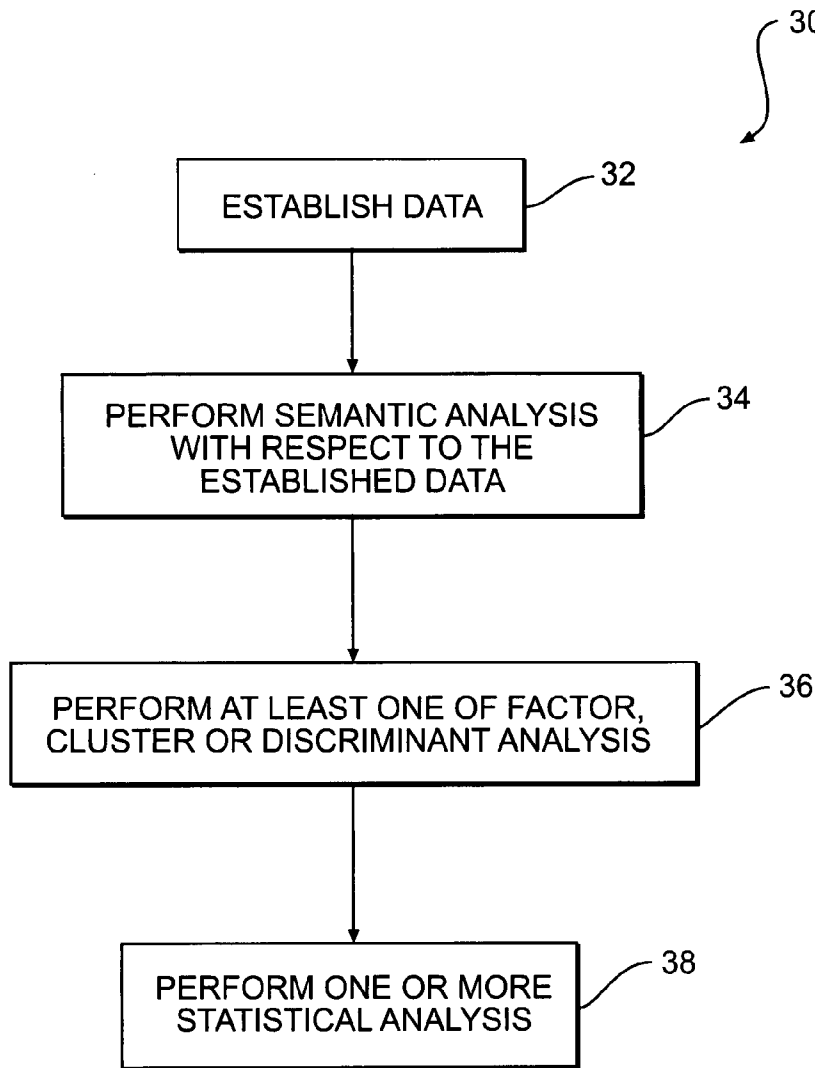 30
32
ESTABLISH DATA
34
PERFORM SEMANTIC ANALYSIS
WITH RESPECT TO THE
ESTABLISHED DATA
36
PERFORM AT LEAST ONE OF FACTOR,
CLUSTER OR DISCRIMINANT ANALYSIS
38
PERFORM ONE OR MORE
STATISTICAL ANALYSIS